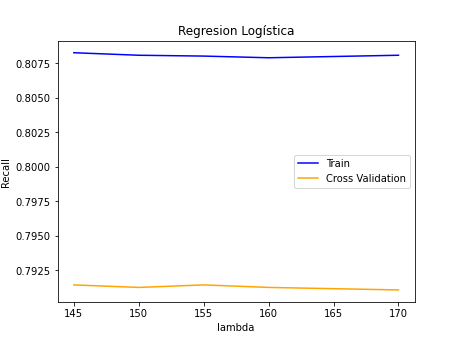 Regresion Logística
0.8075
0.8050
0.8025
0.8000
0.7975
0.7950
0.7925
Recall
Train
Cross Validation
145 150 155 160 165 170
lambda